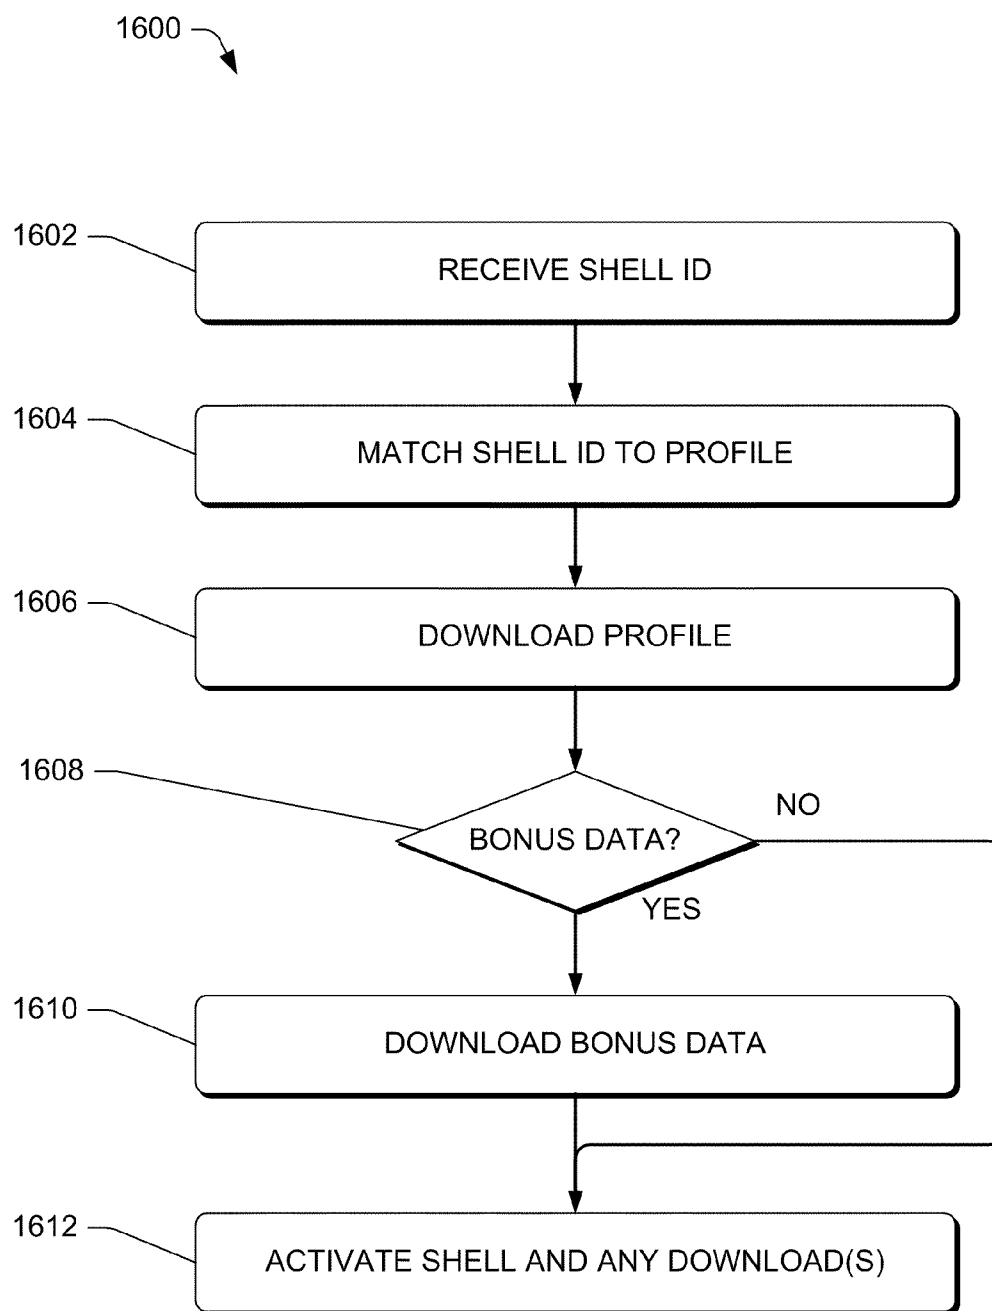 1600
1602
RECEIVE SHELL ID
1604
MATCH SHELL ID TO PROFILE
1606
DOWNLOAD PROFILE
1608
BONUS DATA?
NO
YES
1610
DOWNLOAD BONUS DATA
1612
ACTIVATE SHELL AND ANY DOWNLOAD(S)